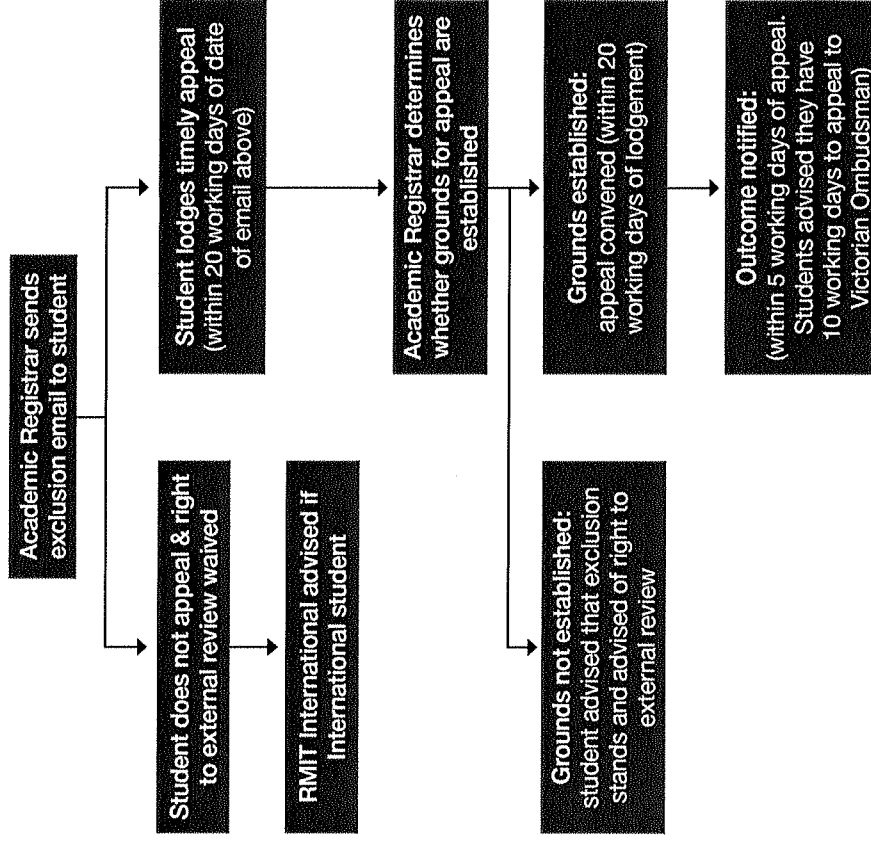 Academic Registrar sends
exclusion email to student
Student does not appeal & right
to external review waived
RMIT International advised if
International student
Student lodges timely appeal
(within 20 working days of date
of email above)
Academic Registrar determines
whether grounds for appeal are
established
Grounds not established:
student advised that exclusion
stands and advised of right to
external review
Grounds established:
appeal convened (within 20
working days of lodgement)
Outcome notified:
(within 5 working days of appeal.
Students advised they have
10 working days to appeal to
Victorian Ombudsman)